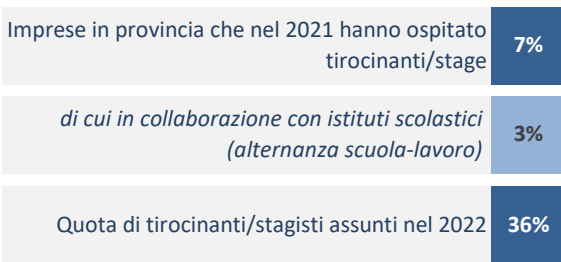 Imprese in provincia che nel 2021 hanno ospitato
tirocinanti/stage
7%
di cui in collaborazione con istituti scolastici
(alternanza scuola-lavoro)
3%
Quota di tirocinanti/stagisti assunti nel 2022
36%